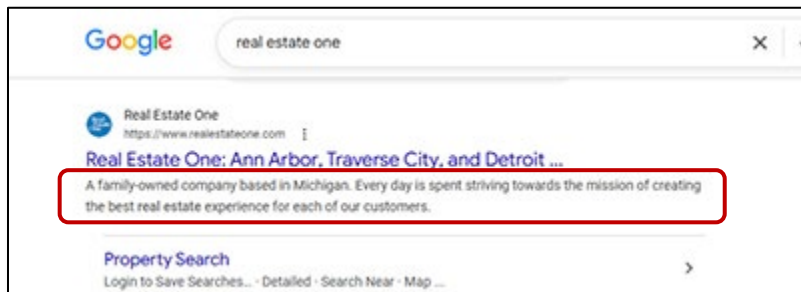 Google
real estate one
Real Estate One
https://www.realestateone.com
Real Estate One: Ann Arbor, Traverse City, and Detroit ...
A family-owned company based in Michigan. Every day is spent striving towards the mission of creating
the best real estate experience for each of our customers.
Property Search
Login to Save Searches... · Detailed · Search Near · Map ...